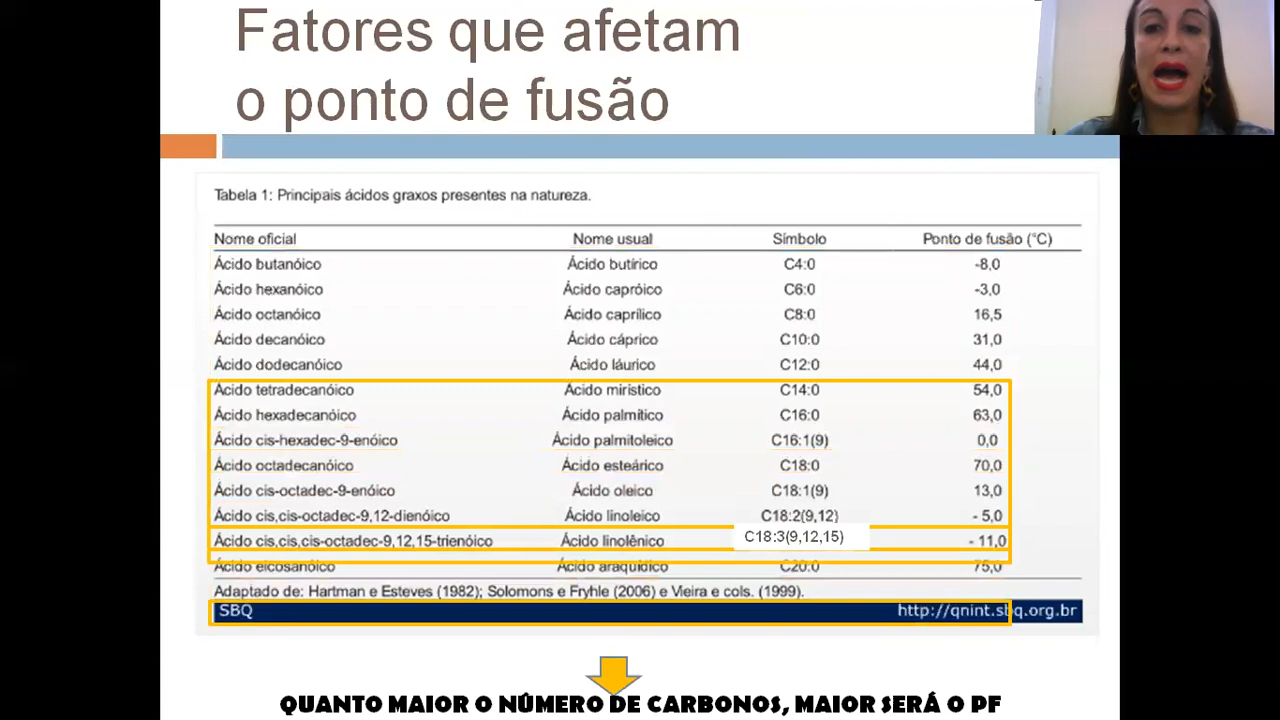 Fatores que afetam
o ponto de fusão
Tabela 1: Principais ácidos graxos presentes na natureza.
Nome oficial Nome usual Símbolo Ponto de fusão (°C)
Ácido butanóico Ácido butírico C4:0 -8,0
Ácido hexanóico Ácido capróico C6:0 -3,0
Ácido octanóico Ácido caprílico C8:0 16,5
Ácido decanóico Ácido cáprico C10:0 31,0
Ácido dodecanóico Ácido láurico C12:0 44,0
Ácido tetradecanóico Ácido mirístico C14:0 54,0
Ácido hexadecanóico Ácido palmítico C16:0 63,0
Ácido cis-hexadec-9-enóico Ácido palmitoleico C16:1(9) 0,0
Ácido octadecanóico Ácido esteárico C18:0 70,0
Ácido cis-octadec-9-enóico Ácido oleico C18:1(9) 13,0
Ácido cis,cis-octadec-9,12-dienóico Ácido linoleico C18:2(9,12) - 5,0
Ácido cis,cis,cis-octadec-9,12,15-trienóico Ácido linolênico C18:3(9,12,15) - 11,0
Ácido eicosanóico Ácido araquídico C20:0 75,0
Adaptado de: Hartman e Esteves (1982); Solomons e Fryhle (2006) e Vieira e cols. (1999).
SBQ http://qnint.sbq.org.br
QUANTO MAIOR O NÚMERO DE CARBONOS, MAIOR SERÁ O PF